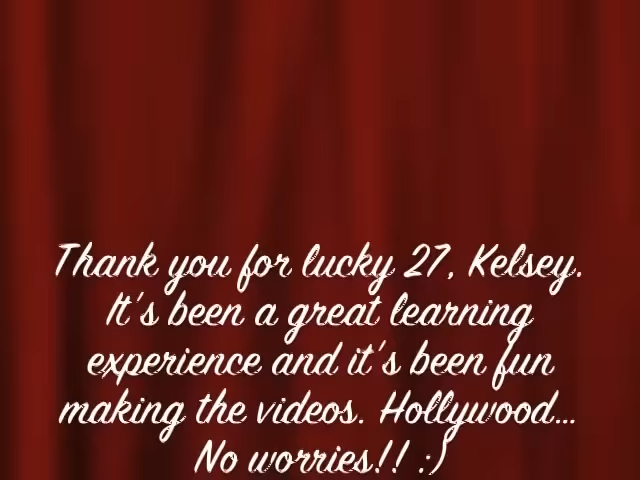 Thank you for lucky 27, Kelsey.
It's been a great learning
experience and it's been fun
making the videos. Hollywood...
No worries!! :)